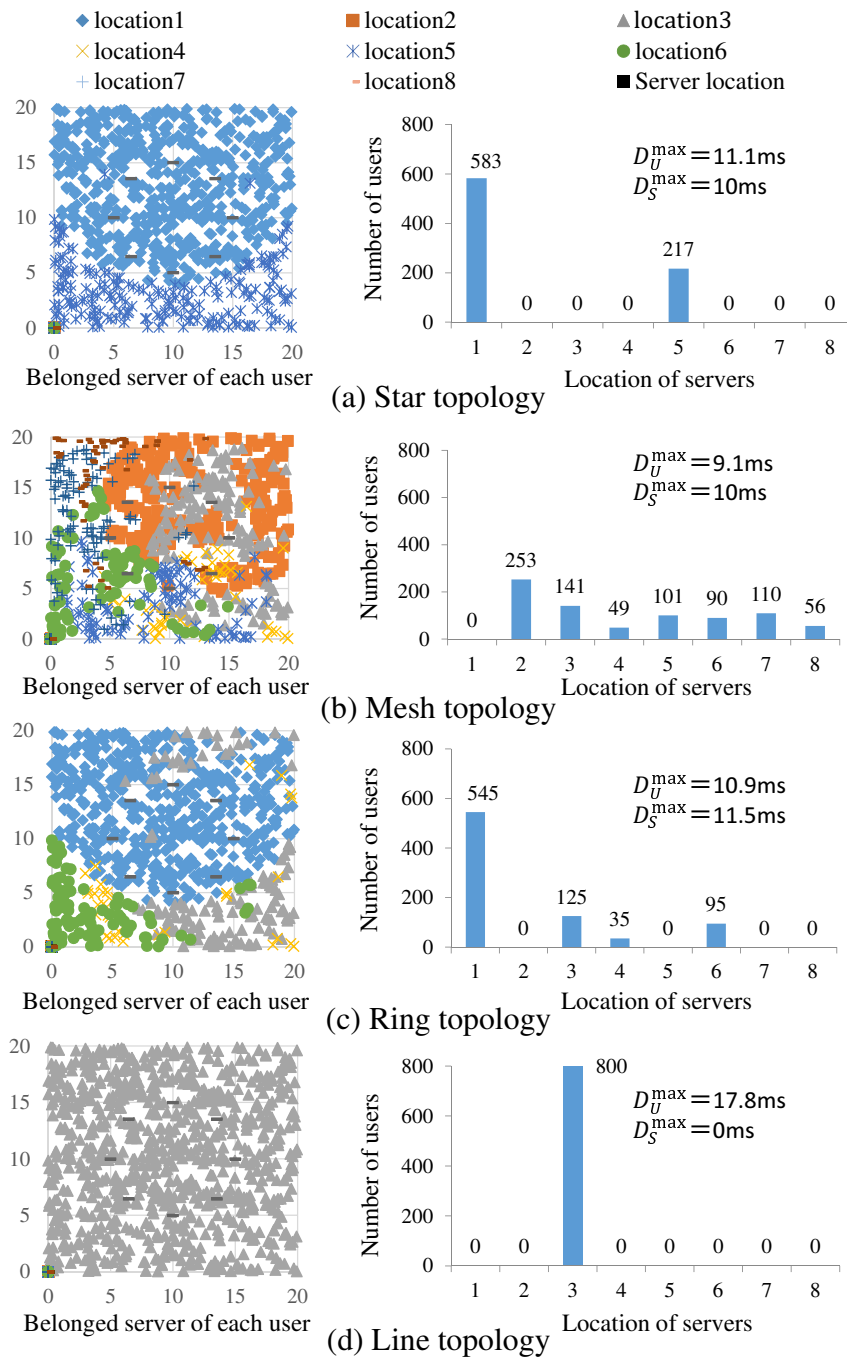 location1 location2 location3
location4 location5 location6
location7 location8 Server location
20
15
10
5
0
0 5 10 15 20
Belonged server of each user
Number of users
800
600
400
200
0
583 0 0 0 217 0 0 0
D_U^max=11.1ms
D_S^max=10ms
1 2 3 4 5 6 7 8
Location of servers
(a) Star topology
20
15
10
5
0
0 5 10 15 20
Belonged server of each user
Number of users
800
600
400
200
0
0 253 141 49 101 90 110 56
D_U^max=9.1ms
D_S^max=10ms
1 2 3 4 5 6 7 8
Location of servers
(b) Mesh topology
20
15
10
5
0
0 5 10 15 20
Belonged server of each user
Number of users
800
600
400
200
0
545 0 125 35 0 95 0 0
D_U^max=10.9ms
D_S^max=11.5ms
1 2 3 4 5 6 7 8
Location of servers
(c) Ring topology
20
15
10
5
0
0 5 10 15 20
Belonged server of each user
Number of users
800
600
400
200
0
0 0 800 0 0 0 0 0
D_U^max=17.8ms
D_S^max=0ms
1 2 3 4 5 6 7 8
Location of servers
(d) Line topology